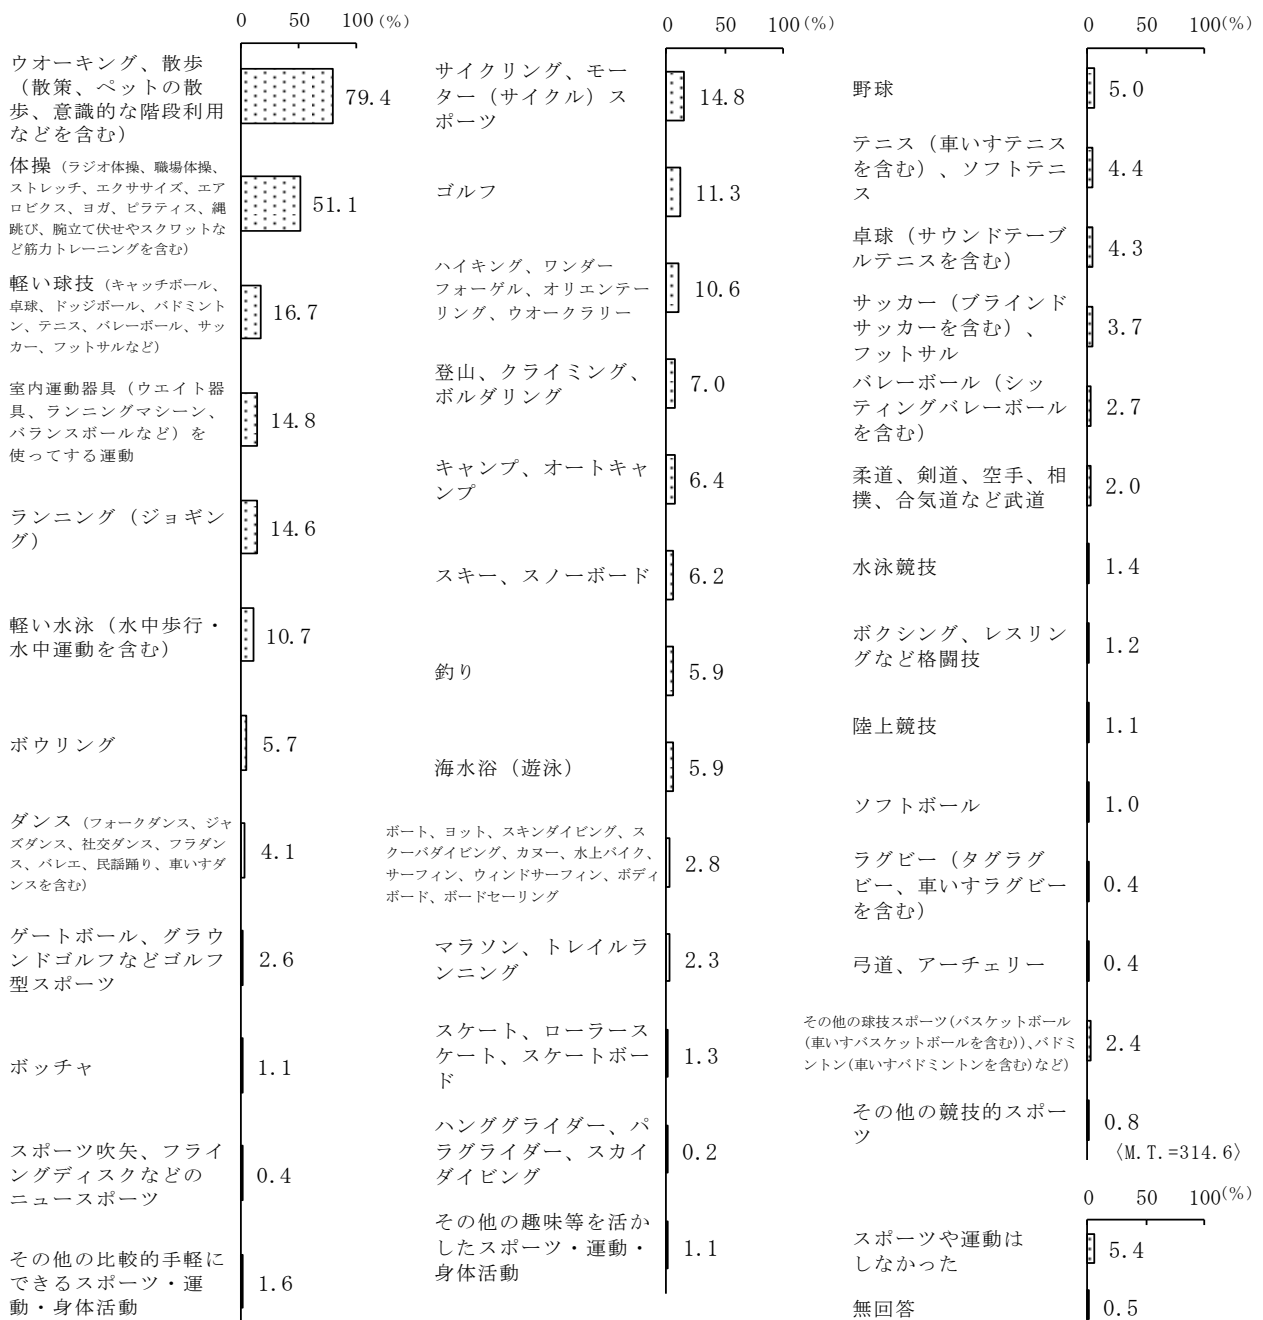 0 50 100 (%)
ウオーキング、散歩
(散策、ペットの散
歩、意識的な階段利用
などを含む)
79.4
体操(ラジオ体操、職場体操、
ストレッチ、エクササイズ、エア
ロビクス、ヨガ、ピラティス、縄
跳び、腕立て伏せやスクワットな
ど筋力トレーニングを含む)
51.1
軽い球技(キャッチボール、
卓球、ドッジボール、バドミント
ン、テニス、バレーボール、サッ
カー、フットサルなど)
16.7
室内運動器具(ウエイト器
具、ランニングマシーン、
バランスボールなど)を
使ってする運動
14.8
ランニング(ジョギン
グ)
14.6
軽い水泳(水中歩行・
水中運動を含む)
10.7
ボウリング
5.7
ダンス(フォークダンス、ジャ
ズダンス、社交ダンス、フラダン
ス、バレエ、民謡踊り、車いすダ
ンスを含む)
4.1
ゲートボール、グラウ
ンドゴルフなどゴルフ
型スポーツ
2.6
ボッチャ
1.1
スポーツ吹矢、フライ
ングディスクなどの
ニュースポーツ
0.4
その他の比較的手軽に
できるスポーツ・運
動・身体活動
1.6
0 50 100 (%)
サイクリング、モー
ター(サイクル)ス
ポーツ
14.8
ゴルフ
11.3
ハイキング、ワンダー
フォーゲル、オリエンテー
リング、ウオークラリー
10.6
登山、クライミング、
ボルダリング
7.0
キャンプ、オートキャ
ンプ
6.4
スキー、スノーボード
6.2
釣り
5.9
海水浴(遊泳)
5.9
ボート、ヨット、スキンダイビング、ス
クーバダイビング、カヌー、水上バイク、
サーフィン、ウィンドサーフィン、ボディ
ボード、ボードセーリング
2.8
マラソン、トレイルラ
ンニング
2.3
スケート、ローラース
ケート、スケートボー
ド
1.3
ハンググライダー、パ
ラグライダー、スカイ
ダイビング
0.2
その他の趣味等を活か
したスポーツ・運動・
身体活動
1.1
0 50 100 (%)
野球
5.0
テニス(車いすテニス
を含む)、ソフトテニ
ス
4.4
卓球(サウンドテーブ
ルテニスを含む)
4.3
サッカー(ブラインド
サッカーを含む)、
フットサル
3.7
バレーボール(シッ
ティングバレーボール
を含む)
2.7
柔道、剣道、空手、相
撲、合気道など武道
2.0
水泳競技
1.4
ボクシング、レスリン
グなど格闘技
1.2
陸上競技
1.1
ソフトボール
1.0
ラグビー(タグラグ
ビー、車いすラグビー
を含む)
0.4
弓道、アーチェリー
0.4
その他の球技スポーツ(バスケットボール
(車いすバスケットボールを含む))、バドミ
ントン(車いすバドミントンを含む)など)
2.4
その他の競技的スポー
ツ
0.8
〈M.T.=314.6〉
0 50 100(%)
スポーツや運動は
しなかった
5.4
無回答
0.5